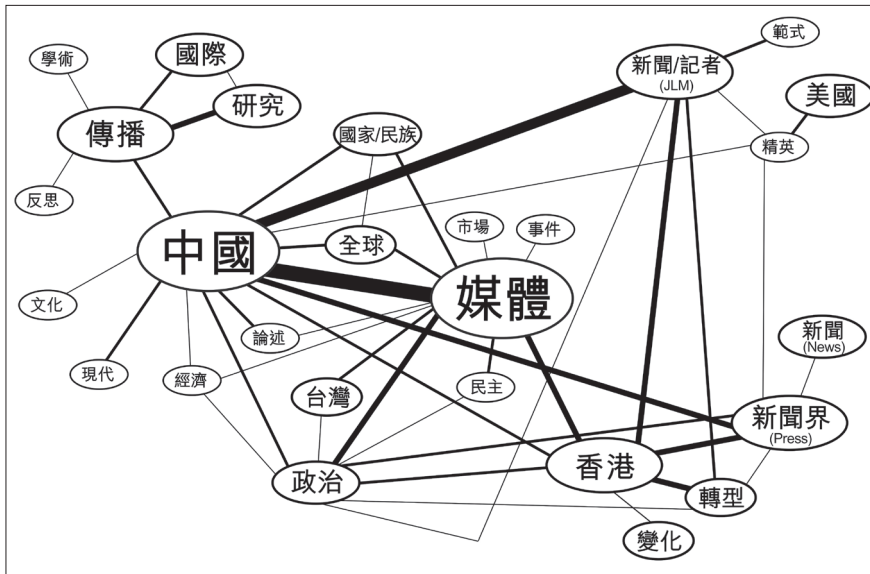 學術
國際
範式
新聞/記者
(JLM)
美國
傳播
研究
國家/民族
精英
反思
中國
全球
市場
事件
媒體
文化
論述
新聞
(News)
現代
經濟
台灣
民主
新聞界
(Press)
政治
香港
轉型
變化